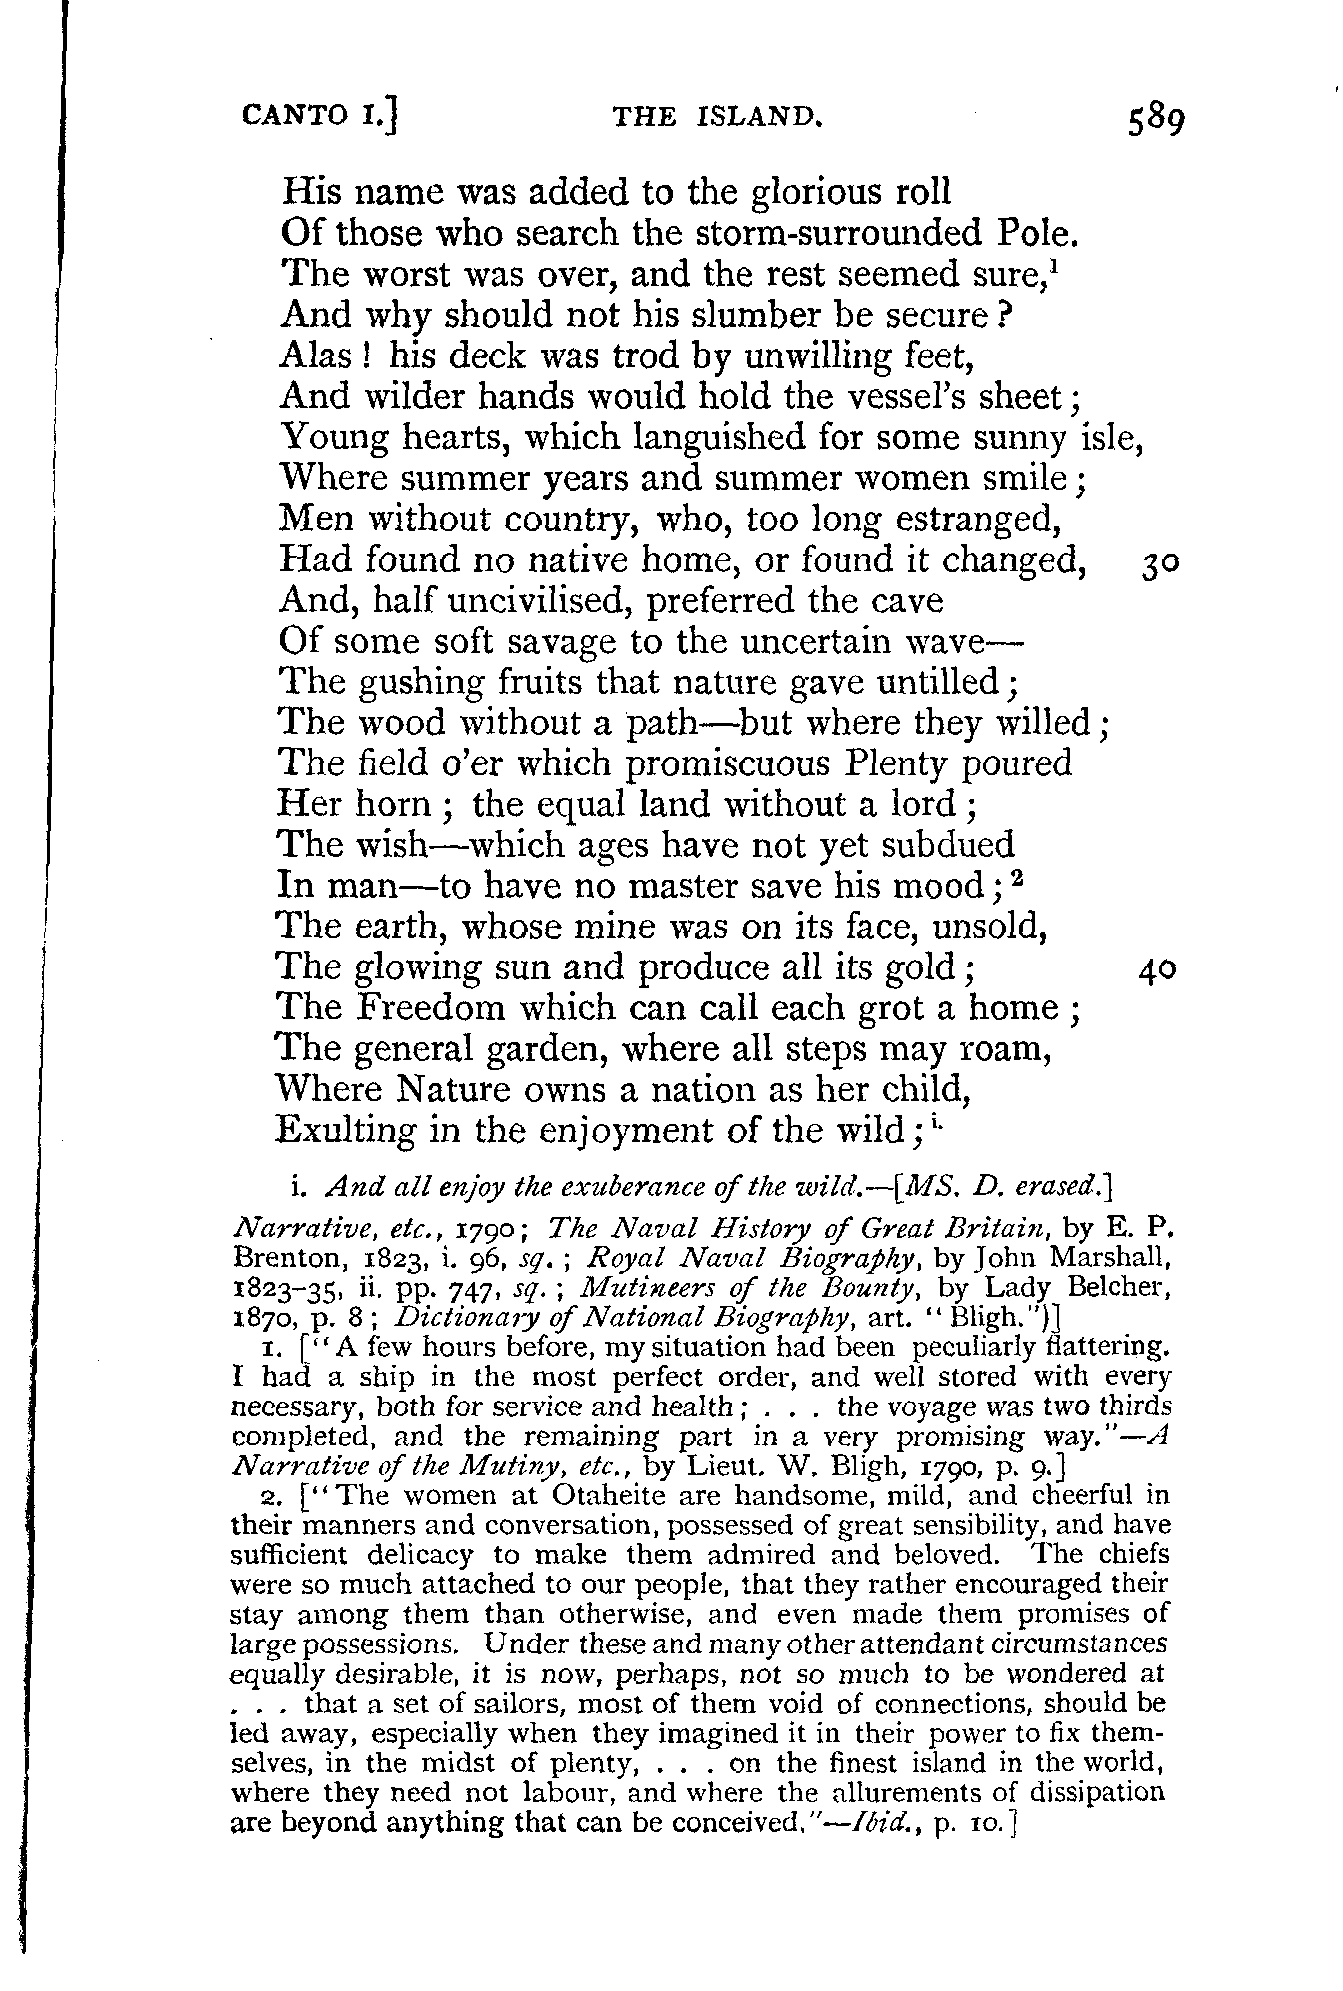 CANTO I.] THE ISLAND. 589
His name was added to the glorious roll
Of those who search the storm-surrounded Pole.
The worst was over, and the rest seemed sure,¹
And why should not his slumber be secure?
Alas! his deck was trod by unwilling feet,
And wilder hands would hold the vessel's sheet;
Young hearts, which languished for some sunny isle,
Where summer years and summer women smile;
Men without country, who, too long estranged,
Had found no native home, or found it changed, 30
And, half uncivilised, preferred the cave
Of some soft savage to the uncertain wave—
The gushing fruits that nature gave untilled;
The wood without a path—but where they willed;
The field o'er which promiscuous Plenty poured
Her horn; the equal land without a lord;
The wish—which ages have not yet subdued
In man—to have no master save his mood;²
The earth, whose mine was on its face, unsold,
The glowing sun and produce all its gold; 40
The Freedom which can call each grot a home;
The general garden, where all steps may roam,
Where Nature owns a nation as her child,
Exulting in the enjoyment of the wild;i.
i. And all enjoy the exuberance of the wild.—[MS. D. erased.]
Narrative, etc., 1790; The Naval History of Great Britain, by E. P.
Brenton, 1823, i. 96, sq.; Royal Naval Biography, by John Marshall,
1823–35, ii. pp. 747, sq.; Mutineers of the Bounty, by Lady Belcher,
1870, p. 8; Dictionary of National Biography, art. "Bligh.")]
1. ["A few hours before, my situation had been peculiarly flattering.
I had a ship in the most perfect order, and well stored with every
necessary, both for service and health; . . . the voyage was two thirds
completed, and the remaining part in a very promising way."—A
Narrative of the Mutiny, etc., by Lieut. W. Bligh, 1790, p. 9.]
2. ["The women at Otaheite are handsome, mild, and cheerful in
their manners and conversation, possessed of great sensibility, and have
sufficient delicacy to make them admired and beloved. The chiefs
were so much attached to our people, that they rather encouraged their
stay among them than otherwise, and even made them promises of
large possessions. Under these and many other attendant circumstances
equally desirable, it is now, perhaps, not so much to be wondered at
. . . that a set of sailors, most of them void of connections, should be
led away, especially when they imagined it in their power to fix them-
selves, in the midst of plenty, . . . on the finest island in the world,
where they need not labour, and where the allurements of dissipation
are beyond anything that can be conceived."—Ibid., p. 10.]